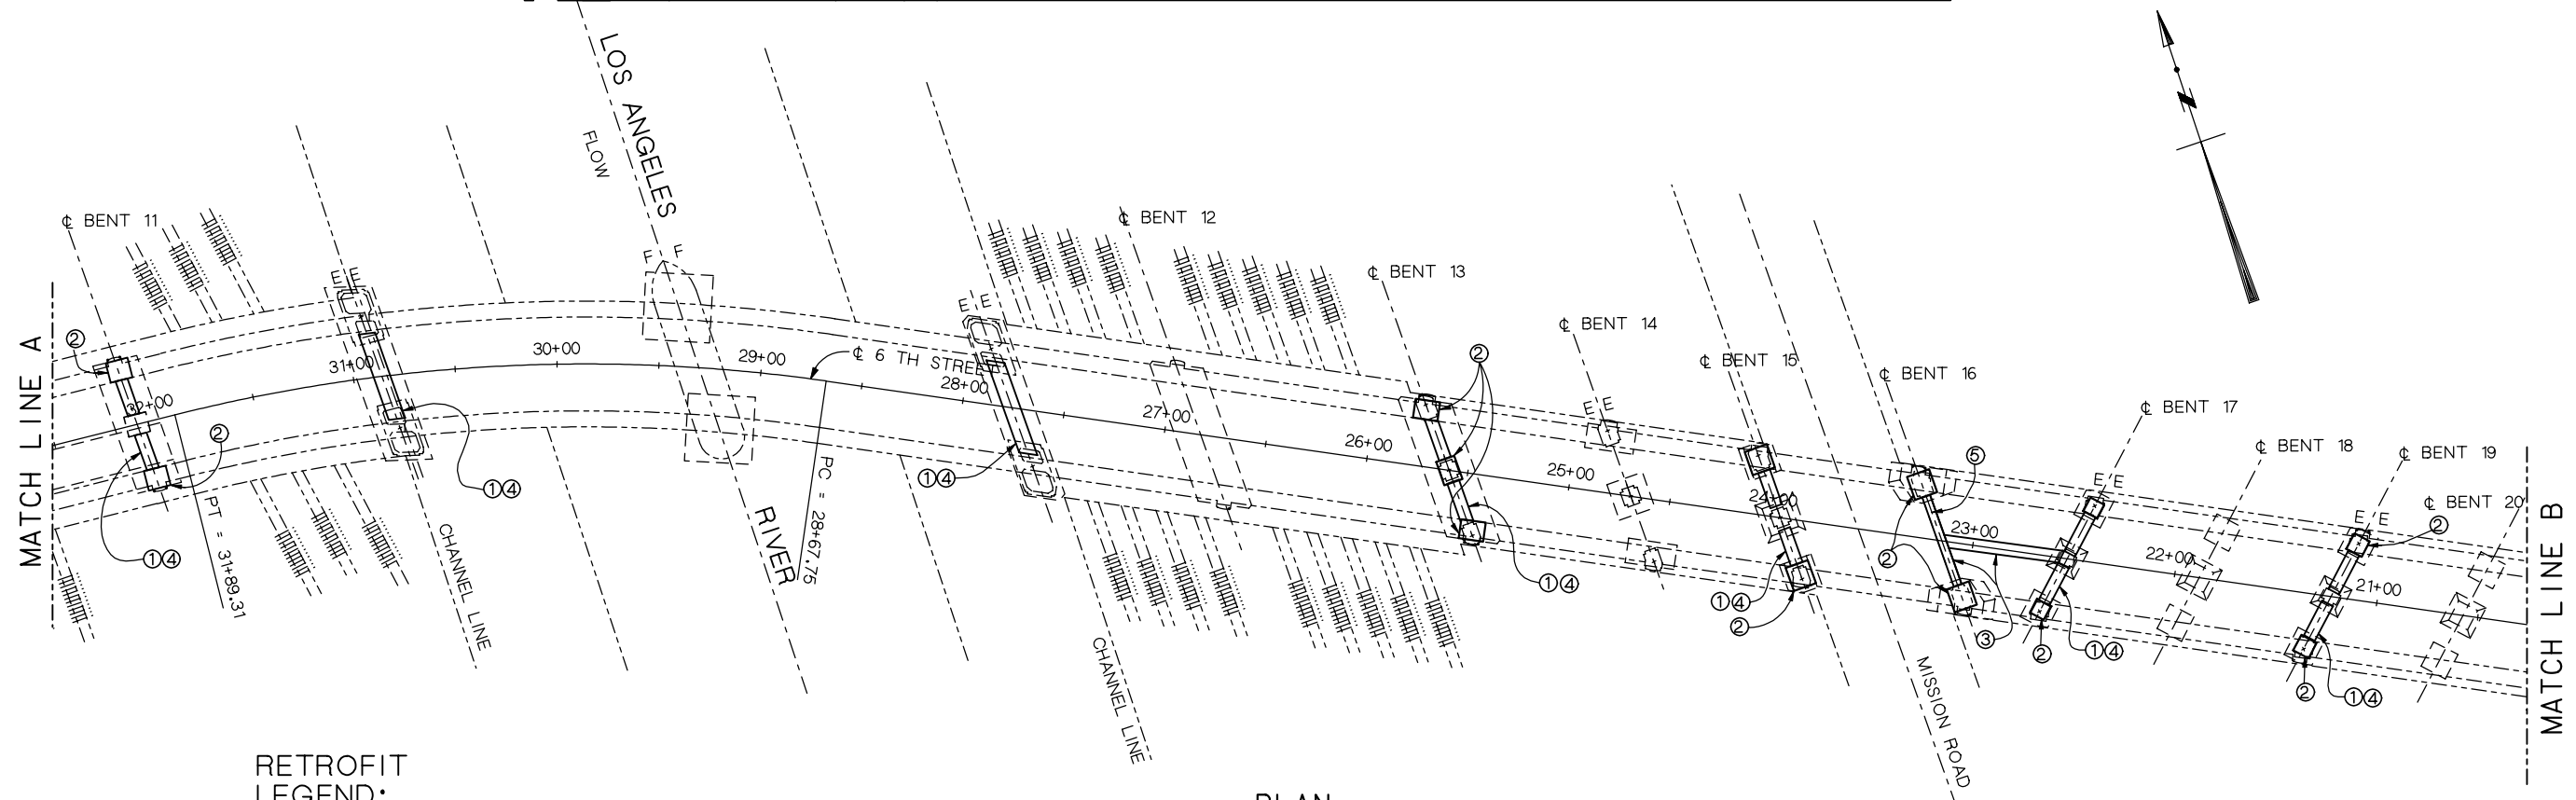 LOS ANGELES
FLOW
RIVER
℄ BENT 11
℄ BENT 12
℄ BENT 13
℄ BENT 14
℄ BENT 15
℄ BENT 16
℄ BENT 17
℄ BENT 18
℄ BENT 19
℄ BENT 20
MATCH LINE A
②
②
①④
32+00
PT = 31+89.31
E E
31+00
①④
CHANNEL LINE
30+00
F F
29+00
℄ 6 TH STREET
PC = 28+67.75
E E
28+00
①④
CHANNEL LINE
27+00
26+00
②
①④
E E
25+00
24+00
①④
②
②
⑤
23+00
③
MISSION ROAD
E E
②
①④
22+00
E E
②
21+00
②
①④
MATCH LINE B
RETROFIT
LEGEND:
PLAN